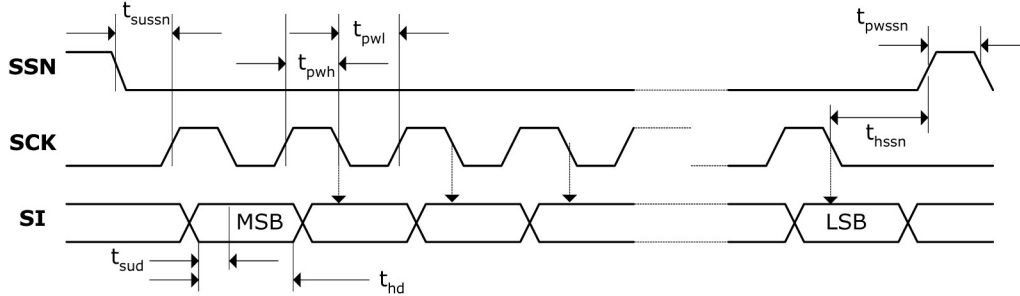 t_sussn
t_pwl
t_pwssn
t_pwh
SSN
SCK
t_hssn
SI
MSB
LSB
t_sud
t_hd